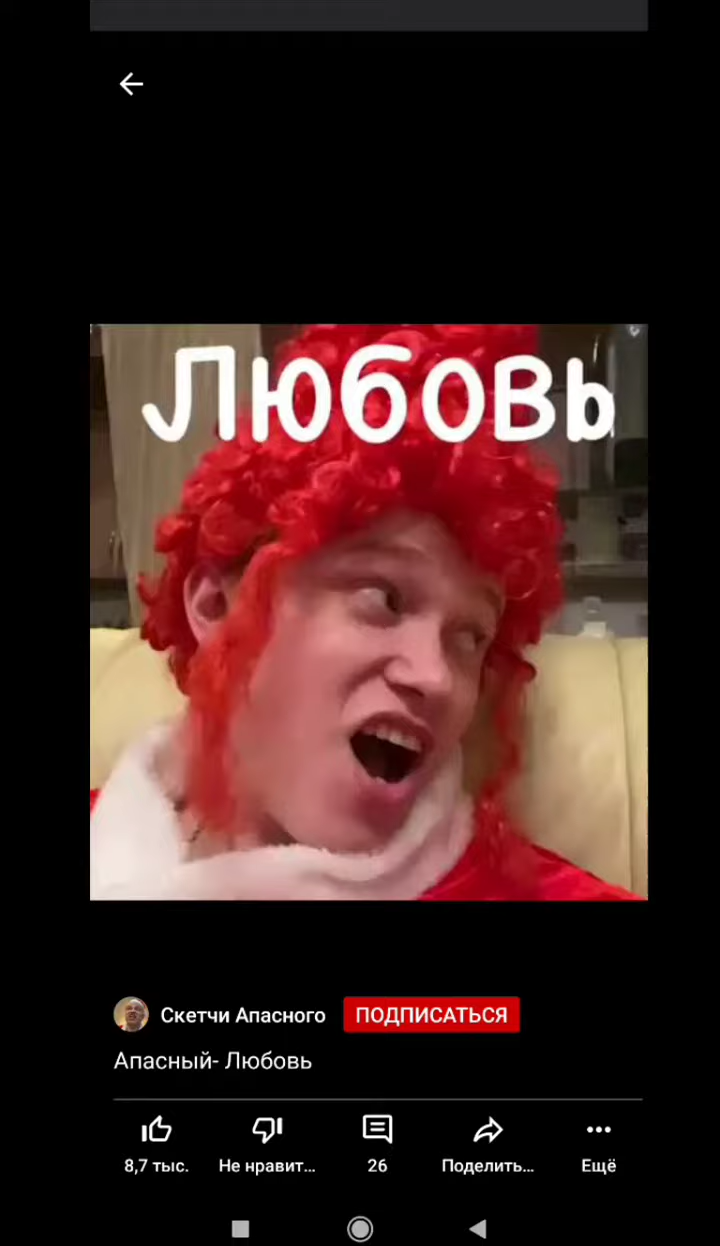 Любовь
Скетчи Апасного ПОДПИСАТЬСЯ
Апасный- Любовь
8,7 тыс. Не нравит... 26 Поделить... Ещё